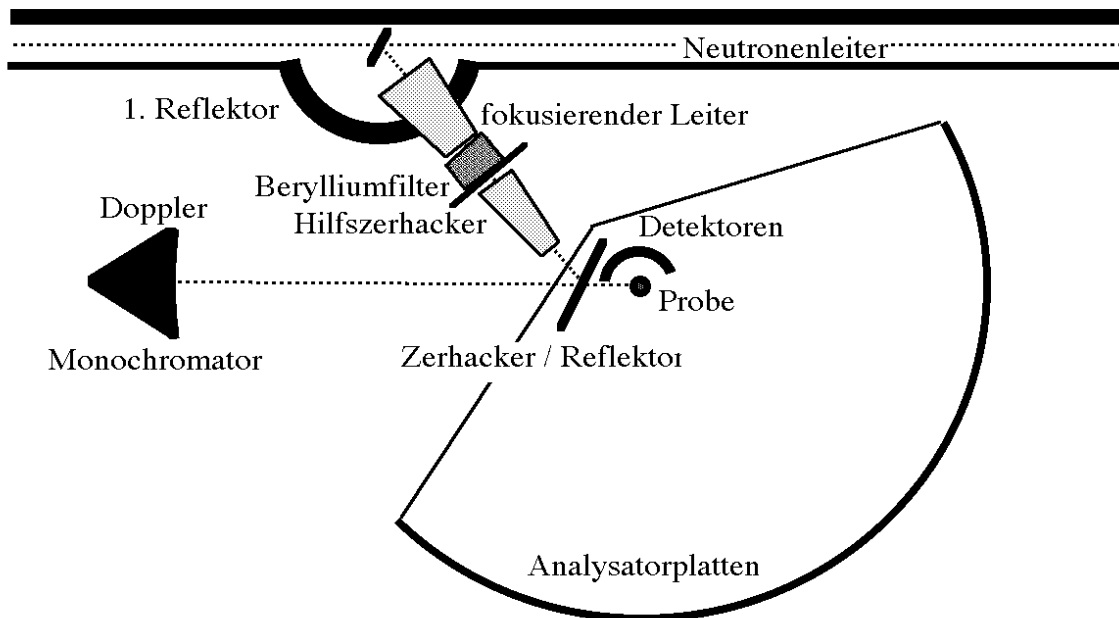 Neutronenleiter
1. Reflektor
fokusierender Leiter
Berylliumfilter
Doppler
Hilfszerhacker
Detektoren
Probe
Monochromator
Zerhacker / Reflektor
Analysatorplatten